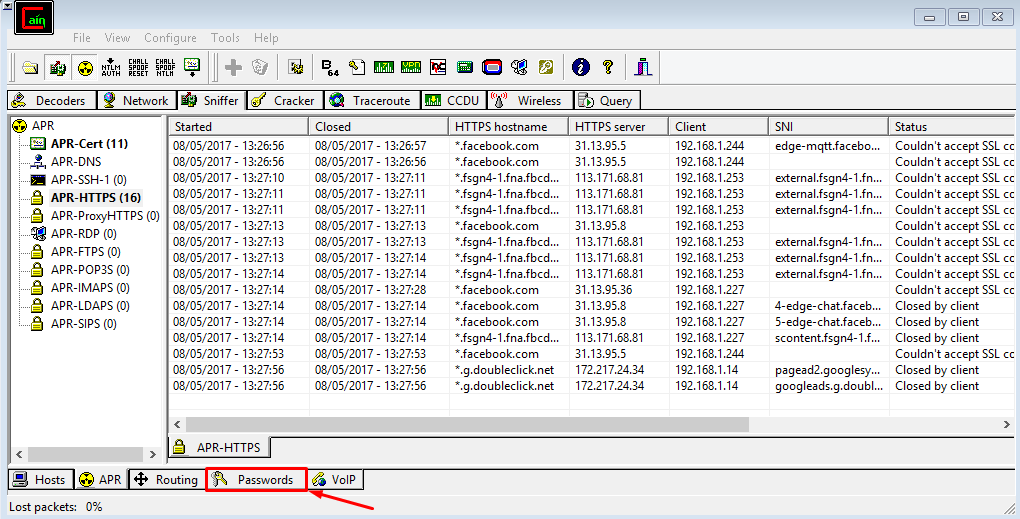 Cain
File View Configure Tools Help
NTLM AUTH CHALL SPOOF RESET CHALL SPOOF NTLM B 64
Decoders Network Sniffer Cracker Traceroute CCDU Wireless Query
APR
APR-Cert (11)
APR-DNS
APR-SSH-1 (0)
APR-HTTPS (16)
APR-ProxyHTTPS (0)
APR-RDP (0)
APR-FTPS (0)
APR-POP3S (0)
APR-IMAPS (0)
APR-LDAPS (0)
APR-SIPS (0)
Started Closed HTTPS hostname HTTPS server Client SNI Status
08/05/2017 - 13:26:56 08/05/2017 - 13:26:57 *.facebook.com 31.13.95.5 192.168.1.244 edge-mqtt.facebo... Couldn't accept SSL cc
08/05/2017 - 13:26:56 08/05/2017 - 13:26:56 *.facebook.com 31.13.95.5 192.168.1.244 Couldn't accept SSL cc
08/05/2017 - 13:27:10 08/05/2017 - 13:27:11 *.fsgn4-1.fna.fbcd... 113.171.68.81 192.168.1.253 external.fsgn4-1.fn... Couldn't accept SSL cc
08/05/2017 - 13:27:11 08/05/2017 - 13:27:11 *.fsgn4-1.fna.fbcd... 113.171.68.81 192.168.1.253 external.fsgn4-1.f... Couldn't accept SSL cc
08/05/2017 - 13:27:11 08/05/2017 - 13:27:11 *.fsgn4-1.fna.fbcd... 113.171.68.81 192.168.1.253 external.fsgn4-1.fn... Couldn't accept SSL cc
08/05/2017 - 13:27:13 08/05/2017 - 13:27:13 *.facebook.com 31.13.95.8 192.168.1.253 Couldn't accept SSL cc
08/05/2017 - 13:27:13 08/05/2017 - 13:27:13 *.fsgn4-1.fna.fbcd... 113.171.68.81 192.168.1.253 external.fsgn4-1.f... Couldn't accept SSL cc
08/05/2017 - 13:27:14 08/05/2017 - 13:27:14 *.fsgn4-1.fna.fbcd... 113.171.68.81 192.168.1.253 external.fsgn4-1.f... Couldn't accept SSL cc
08/05/2017 - 13:27:14 08/05/2017 - 13:27:14 *.fsgn4-1.fna.fbcd... 113.171.68.81 192.168.1.253 external.fsgn4-1.f... Couldn't accept SSL cc
08/05/2017 - 13:27:14 08/05/2017 - 13:27:28 *.facebook.com 31.13.95.36 192.168.1.227 Couldn't accept SSL cc
08/05/2017 - 13:27:14 08/05/2017 - 13:27:14 *.facebook.com 31.13.95.8 192.168.1.227 4-edge-chat.faceb... Closed by client
08/05/2017 - 13:27:14 08/05/2017 - 13:27:14 *.facebook.com 31.13.95.8 192.168.1.227 5-edge-chat.faceb... Closed by client
08/05/2017 - 13:27:14 08/05/2017 - 13:27:14 *.fsgn4-1.fna.fbcd... 113.171.68.81 192.168.1.227 scontent.fsgn4-1.f... Closed by client
08/05/2017 - 13:27:53 08/05/2017 - 13:27:53 *.facebook.com 31.13.95.8 192.168.1.244 Couldn't accept SSL cc
08/05/2017 - 13:27:56 08/05/2017 - 13:27:56 *.g.doubleclick.net 172.217.24.34 192.168.1.14 pagead2.googlesy... Closed by client
08/05/2017 - 13:27:56 08/05/2017 - 13:27:56 *.g.doubleclick.net 172.217.24.34 192.168.1.14 googleads.g.doubl... Closed by client
APR-HTTPS
Hosts APR Routing Passwords VoIP
Lost packets: 0%